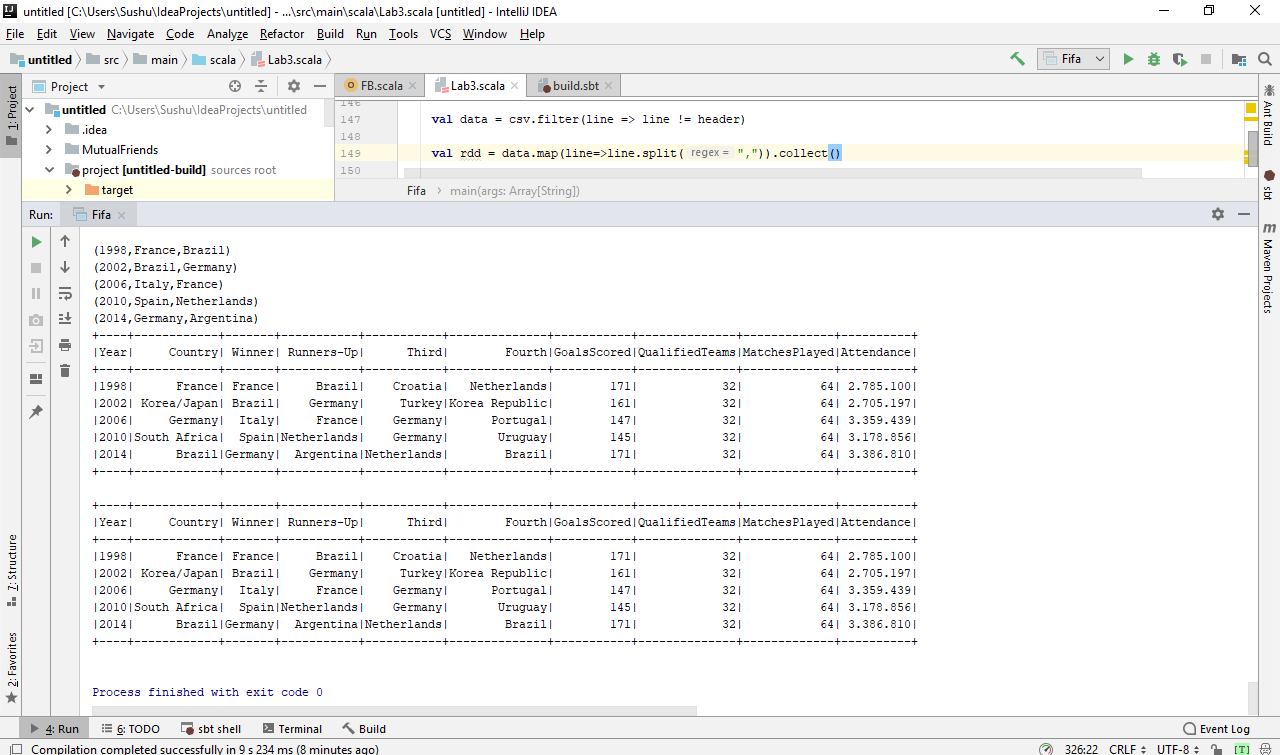 untitled [C:\Users\Sushu\IdeaProjects\untitled] - ...\src\main\scala\Lab3.scala [untitled] - IntelliJ IDEA
File Edit View Navigate Code Analyze Refactor Build Run Tools VCS Window Help
untitled src main scala Lab3.scala Fifa
Project FB.scala Lab3.scala build.sbt
1: Project
Ant Build
sbt
Maven Projects
untitled C:\Users\Sushu\IdeaProjects\untitled
.idea
MutualFriends
project [untitled-build] sources root
target
146
147 val data = csv.filter(line => line != header)
148
149 val rdd = data.map(line=>line.split( regex = ",")).collect()
150
Fifa main(args: Array[String])
Run: Fifa
(1998,France,Brazil)
(2002,Brazil,Germany)
(2006,Italy,France)
(2010,Spain,Netherlands)
(2014,Germany,Argentina)
+----+------------+-------+-----------+-----------+--------------+-----------+--------------+-------------+----------+
|Year|     Country| Winner| Runners-Up|      Third|        Fourth|GoalsScored|QualifiedTeams|MatchesPlayed|Attendance|
+----+------------+-------+-----------+-----------+--------------+-----------+--------------+-------------+----------+
|1998|      France| France|     Brazil|    Croatia|   Netherlands|        171|            32|           64| 2.785.100|
|2002| Korea/Japan| Brazil|    Germany|     Turkey|Korea Republic|        161|            32|           64| 2.705.197|
|2006|     Germany|  Italy|     France|    Germany|      Portugal|        147|            32|           64| 3.359.439|
|2010|South Africa|  Spain|Netherlands|    Germany|       Uruguay|        145|            32|           64| 3.178.856|
|2014|      Brazil|Germany|  Argentina|Netherlands|        Brazil|        171|            32|           64| 3.386.810|
+----+------------+-------+-----------+-----------+--------------+-----------+--------------+-------------+----------+
+----+------------+-------+-----------+-----------+--------------+-----------+--------------+-------------+----------+
|Year|     Country| Winner| Runners-Up|      Third|        Fourth|GoalsScored|QualifiedTeams|MatchesPlayed|Attendance|
+----+------------+-------+-----------+-----------+--------------+-----------+--------------+-------------+----------+
|1998|      France| France|     Brazil|    Croatia|   Netherlands|        171|            32|           64| 2.785.100|
|2002| Korea/Japan| Brazil|    Germany|     Turkey|Korea Republic|        161|            32|           64| 2.705.197|
|2006|     Germany|  Italy|     France|    Germany|      Portugal|        147|            32|           64| 3.359.439|
|2010|South Africa|  Spain|Netherlands|    Germany|       Uruguay|        145|            32|           64| 3.178.856|
|2014|      Brazil|Germany|  Argentina|Netherlands|        Brazil|        171|            32|           64| 3.386.810|
+----+------------+-------+-----------+-----------+--------------+-----------+--------------+-------------+----------+
Process finished with exit code 0
7: Structure
2: Favorites
4: Run 6: TODO sbt shell Terminal Build Event Log
Compilation completed successfully in 9 s 234 ms (8 minutes ago) 326:22 CRLF UTF-8 [T]